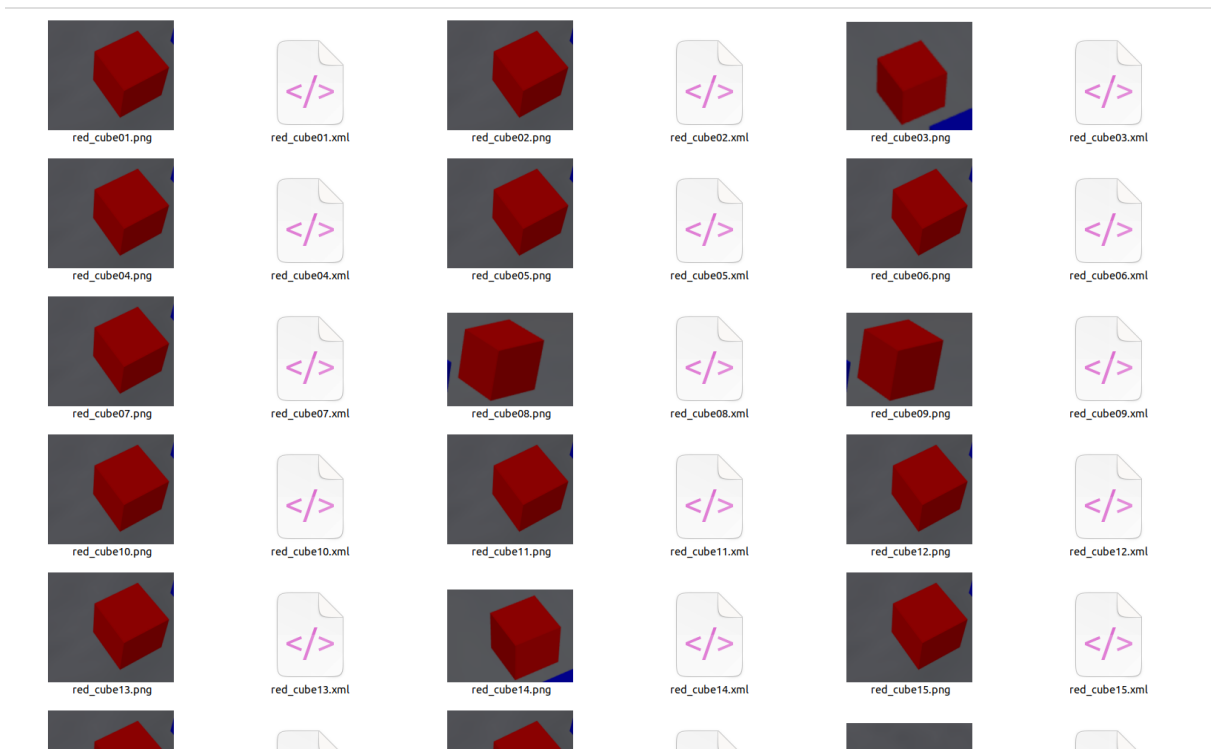 red_cube01.png </> red_cube01.xml red_cube02.png </> red_cube02.xml red_cube03.png </> red_cube03.xml
red_cube04.png </> red_cube04.xml red_cube05.png </> red_cube05.xml red_cube06.png </> red_cube06.xml
red_cube07.png </> red_cube07.xml red_cube08.png </> red_cube08.xml red_cube09.png </> red_cube09.xml
red_cube10.png </> red_cube10.xml red_cube11.png </> red_cube11.xml red_cube12.png </> red_cube12.xml
red_cube13.png </> red_cube13.xml red_cube14.png </> red_cube14.xml red_cube15.png </> red_cube15.xml